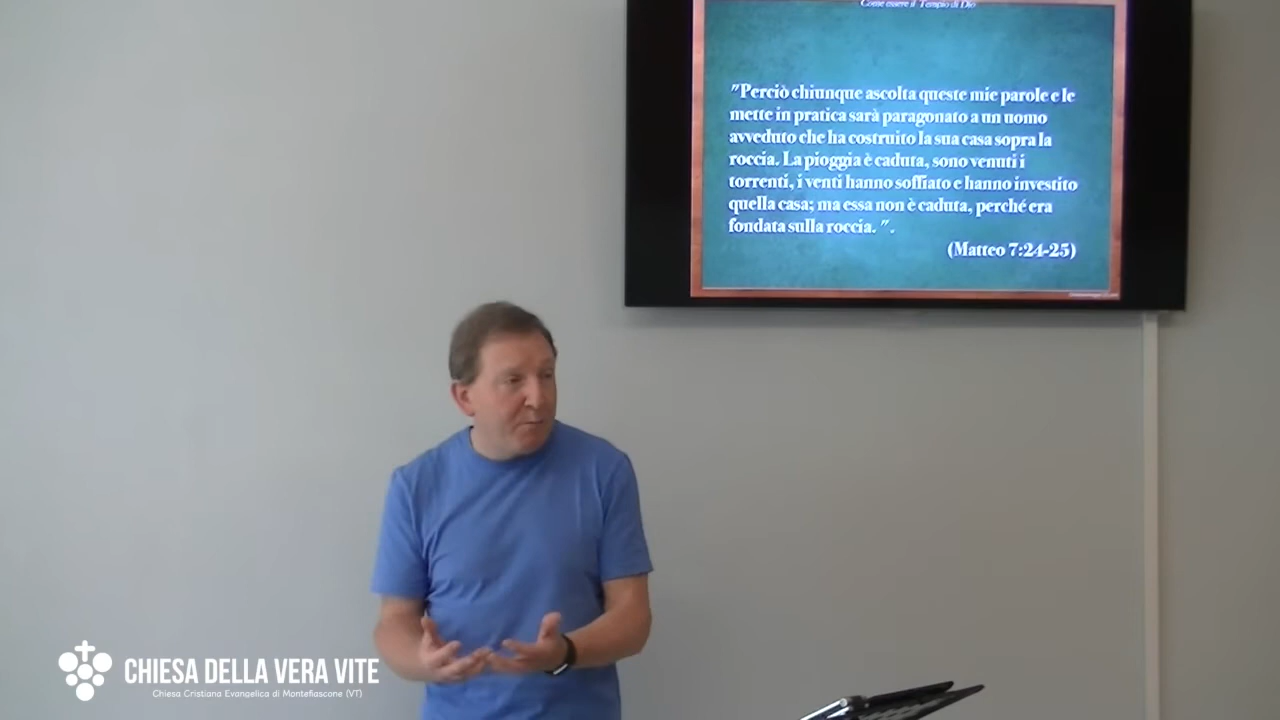 Come essere il Tempio di Dio
"Perciò chiunque ascolta queste mie parole e le
mette in pratica sarà paragonato a un uomo
avveduto che ha costruito la sua casa sopra la
roccia. La pioggia è caduta, sono venuti i
torrenti, i venti hanno soffiato e hanno investito
quella casa; ma essa non è caduta, perché era
fondata sulla roccia. ".
(Matteo 7:24-25)
CHIESA DELLA VERA VITE
Chiesa Cristiana Evangelica di Montefiascone (VT)